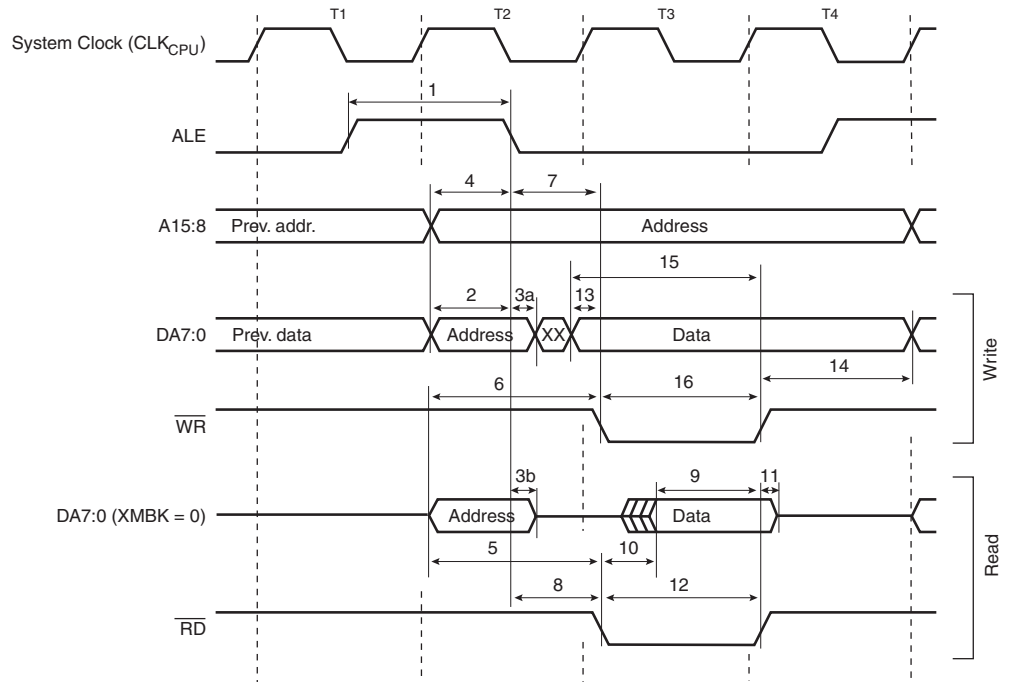 T1 T2 T3 T4
System Clock (CLKCPU)
1
ALE
4 7
A15:8 Prev. addr. Address
15
2 3a 13
DA7:0 Prev. data Address XX Data
14
6 16
WR
Write
3b 9 11
DA7:0 (XMBK = 0) Address Data
5 10
Read
8 12
RD